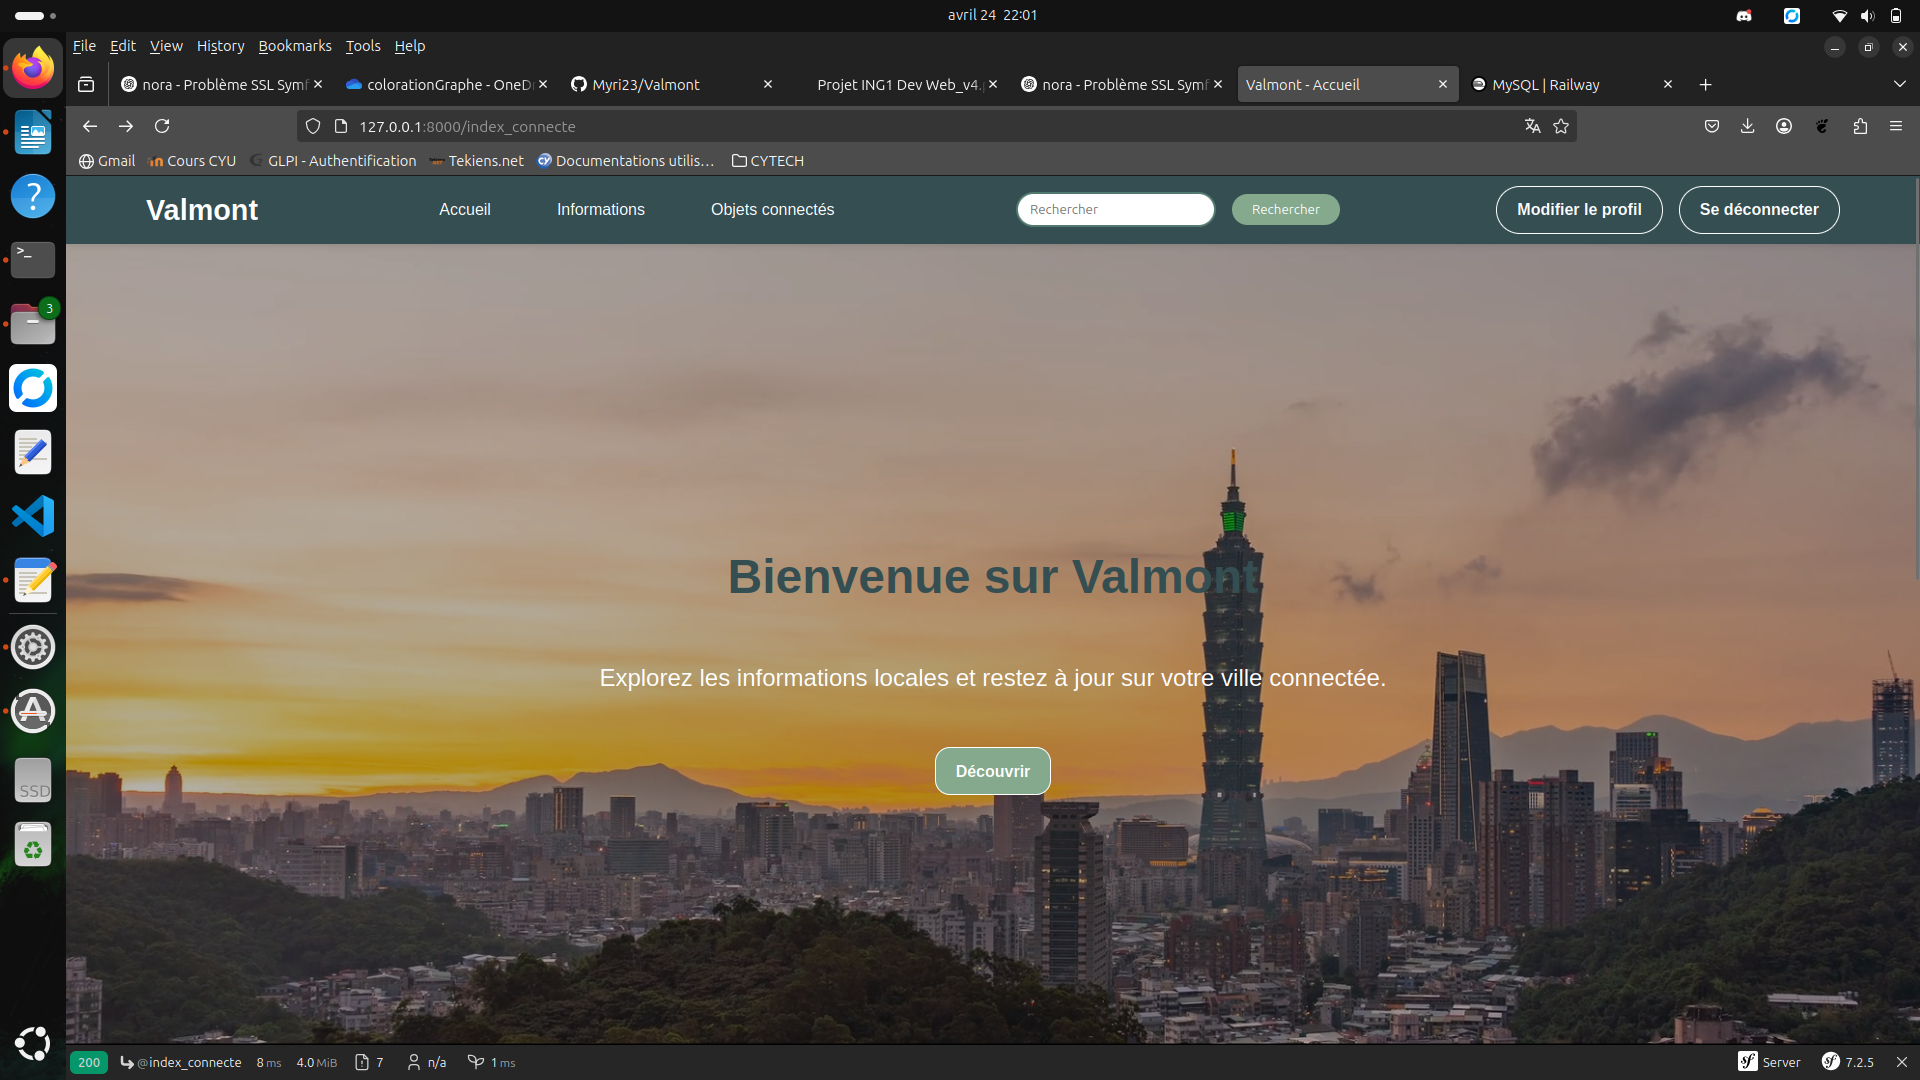 avril 24 22:01
File Edit View History Bookmarks Tools Help
nora - Problème SSL Symf
colorationGraphe - OneDr
Myri23/Valmont
Projet ING1 Dev Web_v4.p
nora - Problème SSL Symf
Valmont - Accueil
MySQL | Railway
127.0.0.1:8000/index_connecte
Gmail Cours CYU GLPI - Authentification Tekiens.net Documentations utilis… CYTECH
Valmont Accueil Informations Objets connectés Rechercher Rechercher Modifier le profil Se déconnecter
3
Bienvenue sur Valmont
Explorez les informations locales et restez à jour sur votre ville connectée.
Découvrir
SSD
200 @index_connecte 8 ms 4.0 MiB 7 n/a 1 ms Server 7.2.5